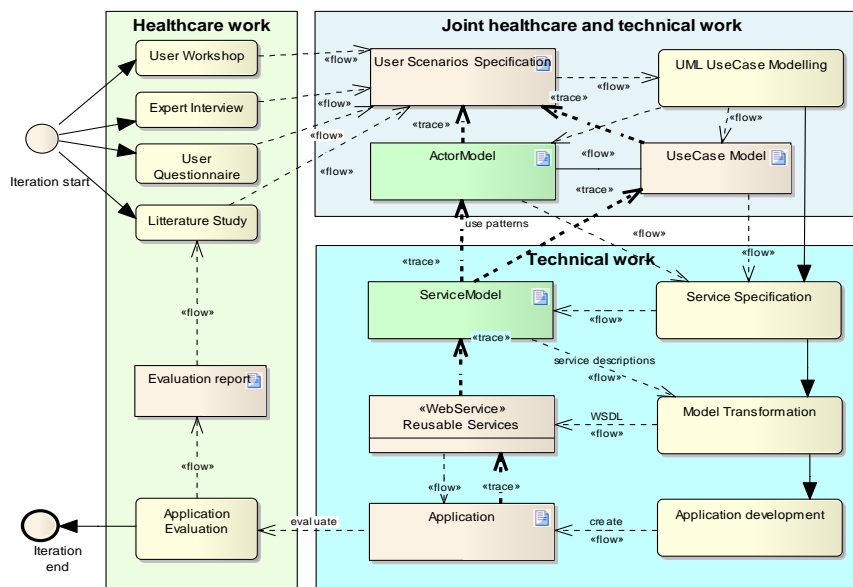 Healthcare work
Joint healthcare and technical work
User Workshop
«flow»
User Scenarios Specification
«flow»
UML UseCase Modelling
Expert Interview
«flow»
«trace»
«flow»
«trace»
«flow»
User
Questionnaire
ActorModel
«flow»
UseCase Model
Iteration start
«flow»
«trace»
Litterature Study
use patterns
«flow»
«flow»
«trace»
Technical work
«flow»
ServiceModel
«flow»
Service Specification
«trace»
service descriptions
«flow»
Evaluation report
«WebService»
Reusable Services
WSDL
«flow»
Model Transformation
«flow»
«flow»
«trace»
Application
Evaluation
evaluate
Application
create
«flow»
Application development
Iteration
end